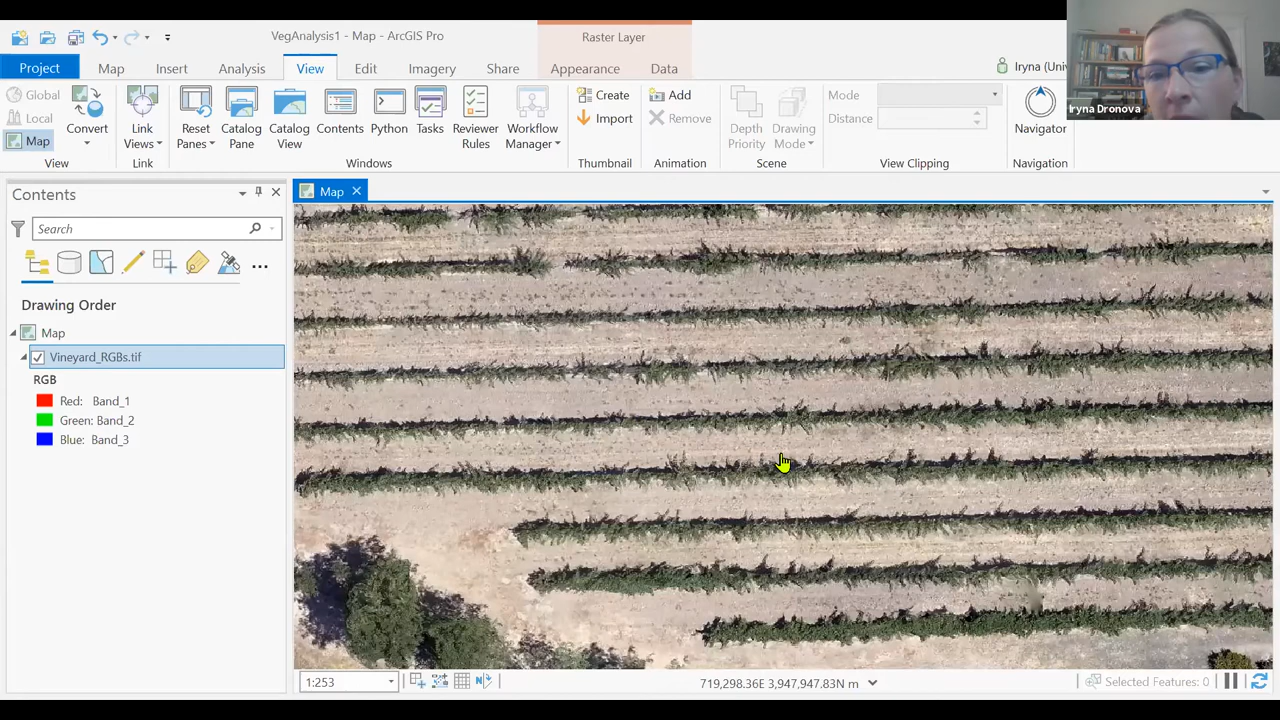 VegAnalysis1 - Map - ArcGIS Pro
Raster Layer
Project
Map
Insert
Analysis
View
Edit
Imagery
Share
Appearance
Data
Iryna (Uni
Iryna Dronova
Global
Local
Map
Convert
View
Link Views
Link
Reset Panes
Catalog Pane
Catalog View
Contents
Python
Tasks
Reviewer Rules
Workflow Manager
Windows
Create
Import
Thumbnail
Add
Remove
Animation
Depth Priority
Drawing Mode
Scene
Mode
Distance
View Clipping
Navigator
Navigation
Contents
Search
Drawing Order
Map
Vineyard_RGBs.tif
RGB
Red: Band_1
Green: Band_2
Blue: Band_3
Map
1:253
719,298.36E 3,947,947.83N m
Selected Features: 0